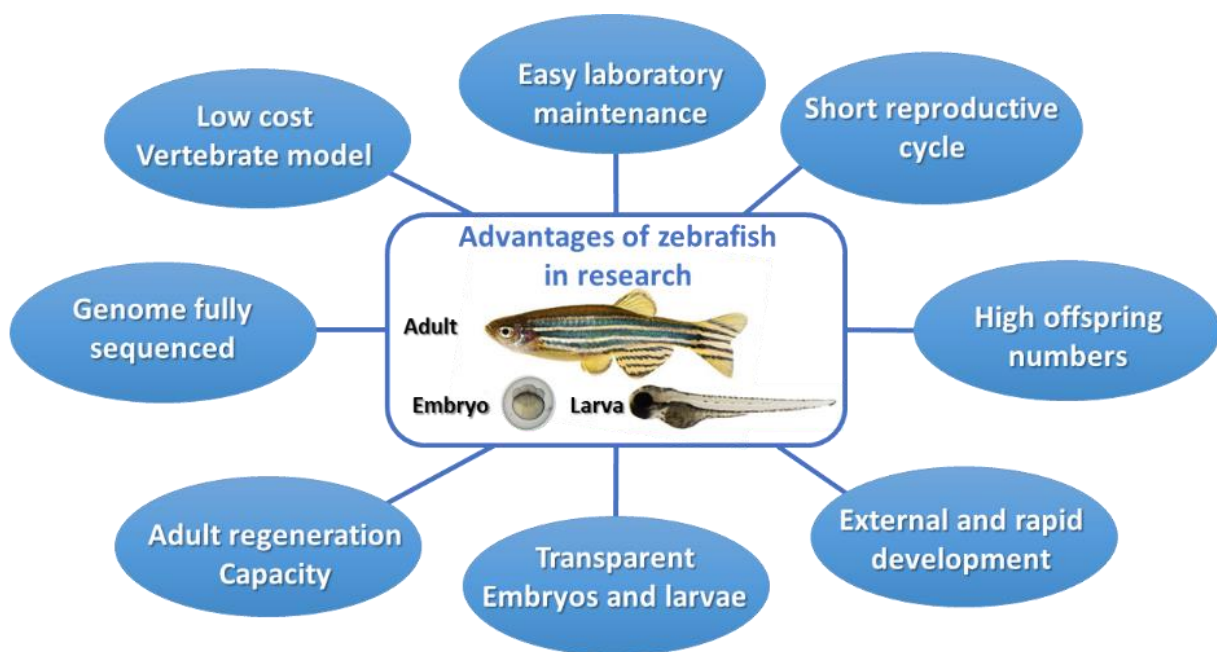 Easy laboratory
maintenance
Low cost
Vertebrate model
Short reproductive
cycle
Advantages of zebrafish
in research
Genome fully
sequenced
Adult
High offspring
numbers
Embryo
Larva
Adult regeneration
Capacity
Transparent
Embryos and larvae
External and rapid
development